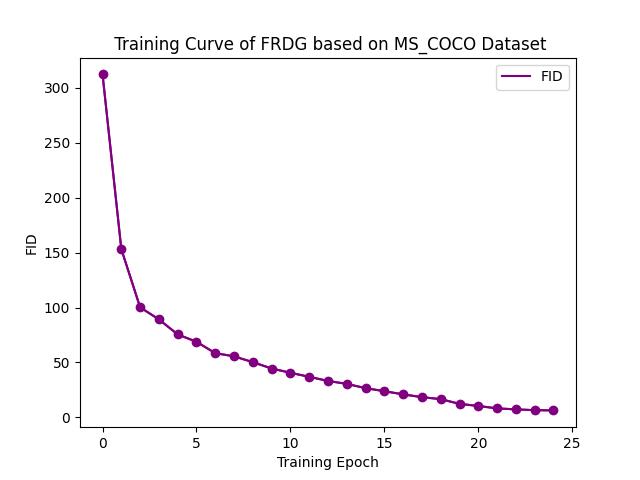 Training Curve of FRDG based on MS_COCO Dataset
FID
300
250
200
150
100
50
0
FID
0 5 10 15 20 25
Training Epoch